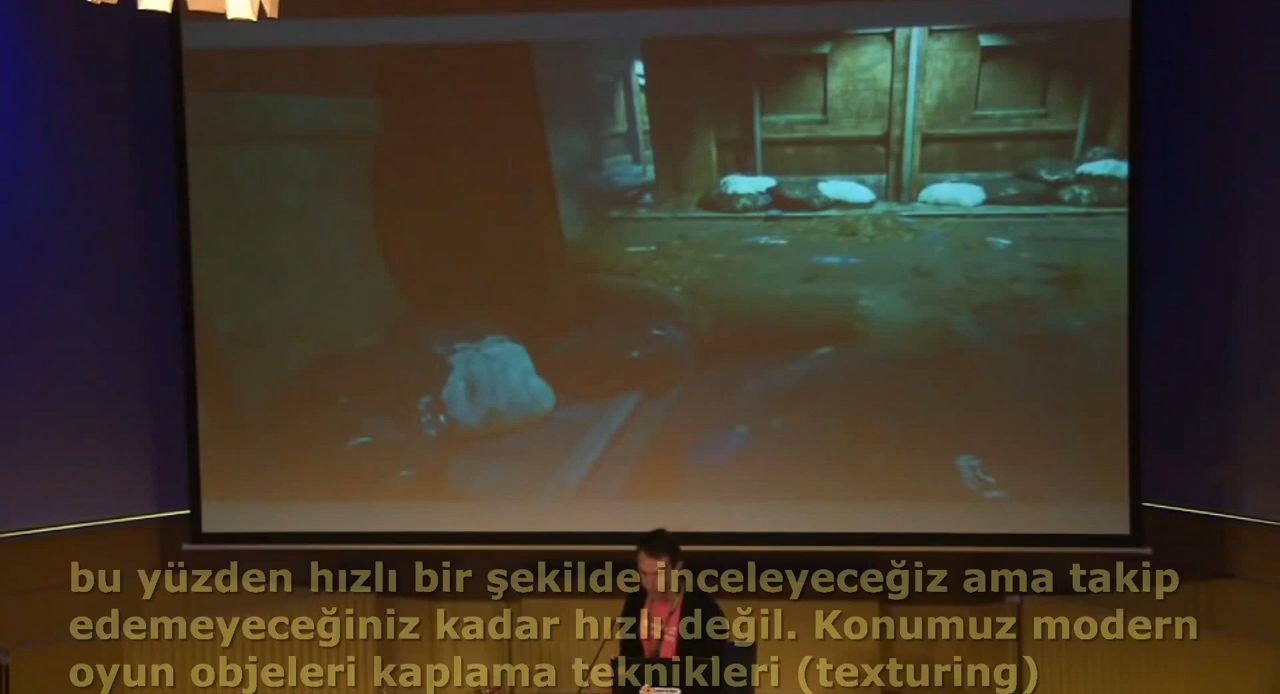 bu yüzden hızlı bir şekilde inceleyeceğiz ama takip
edemeyeceğiniz kadar hızlı değil. Konumuz modern
oyun objeleri kaplama teknikleri (texturing)